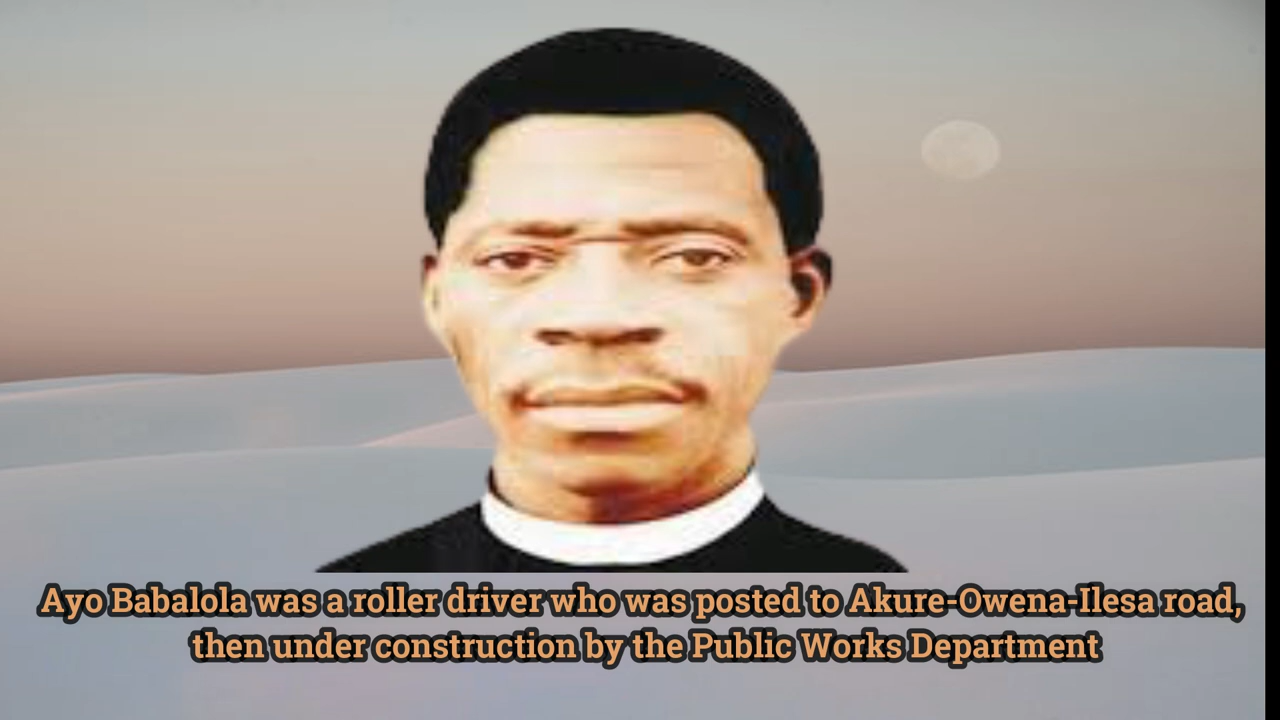 Ayo Babalola was a roller driver who was posted to Akure-Owena-Ilesa road,
then under construction by the Public Works Department